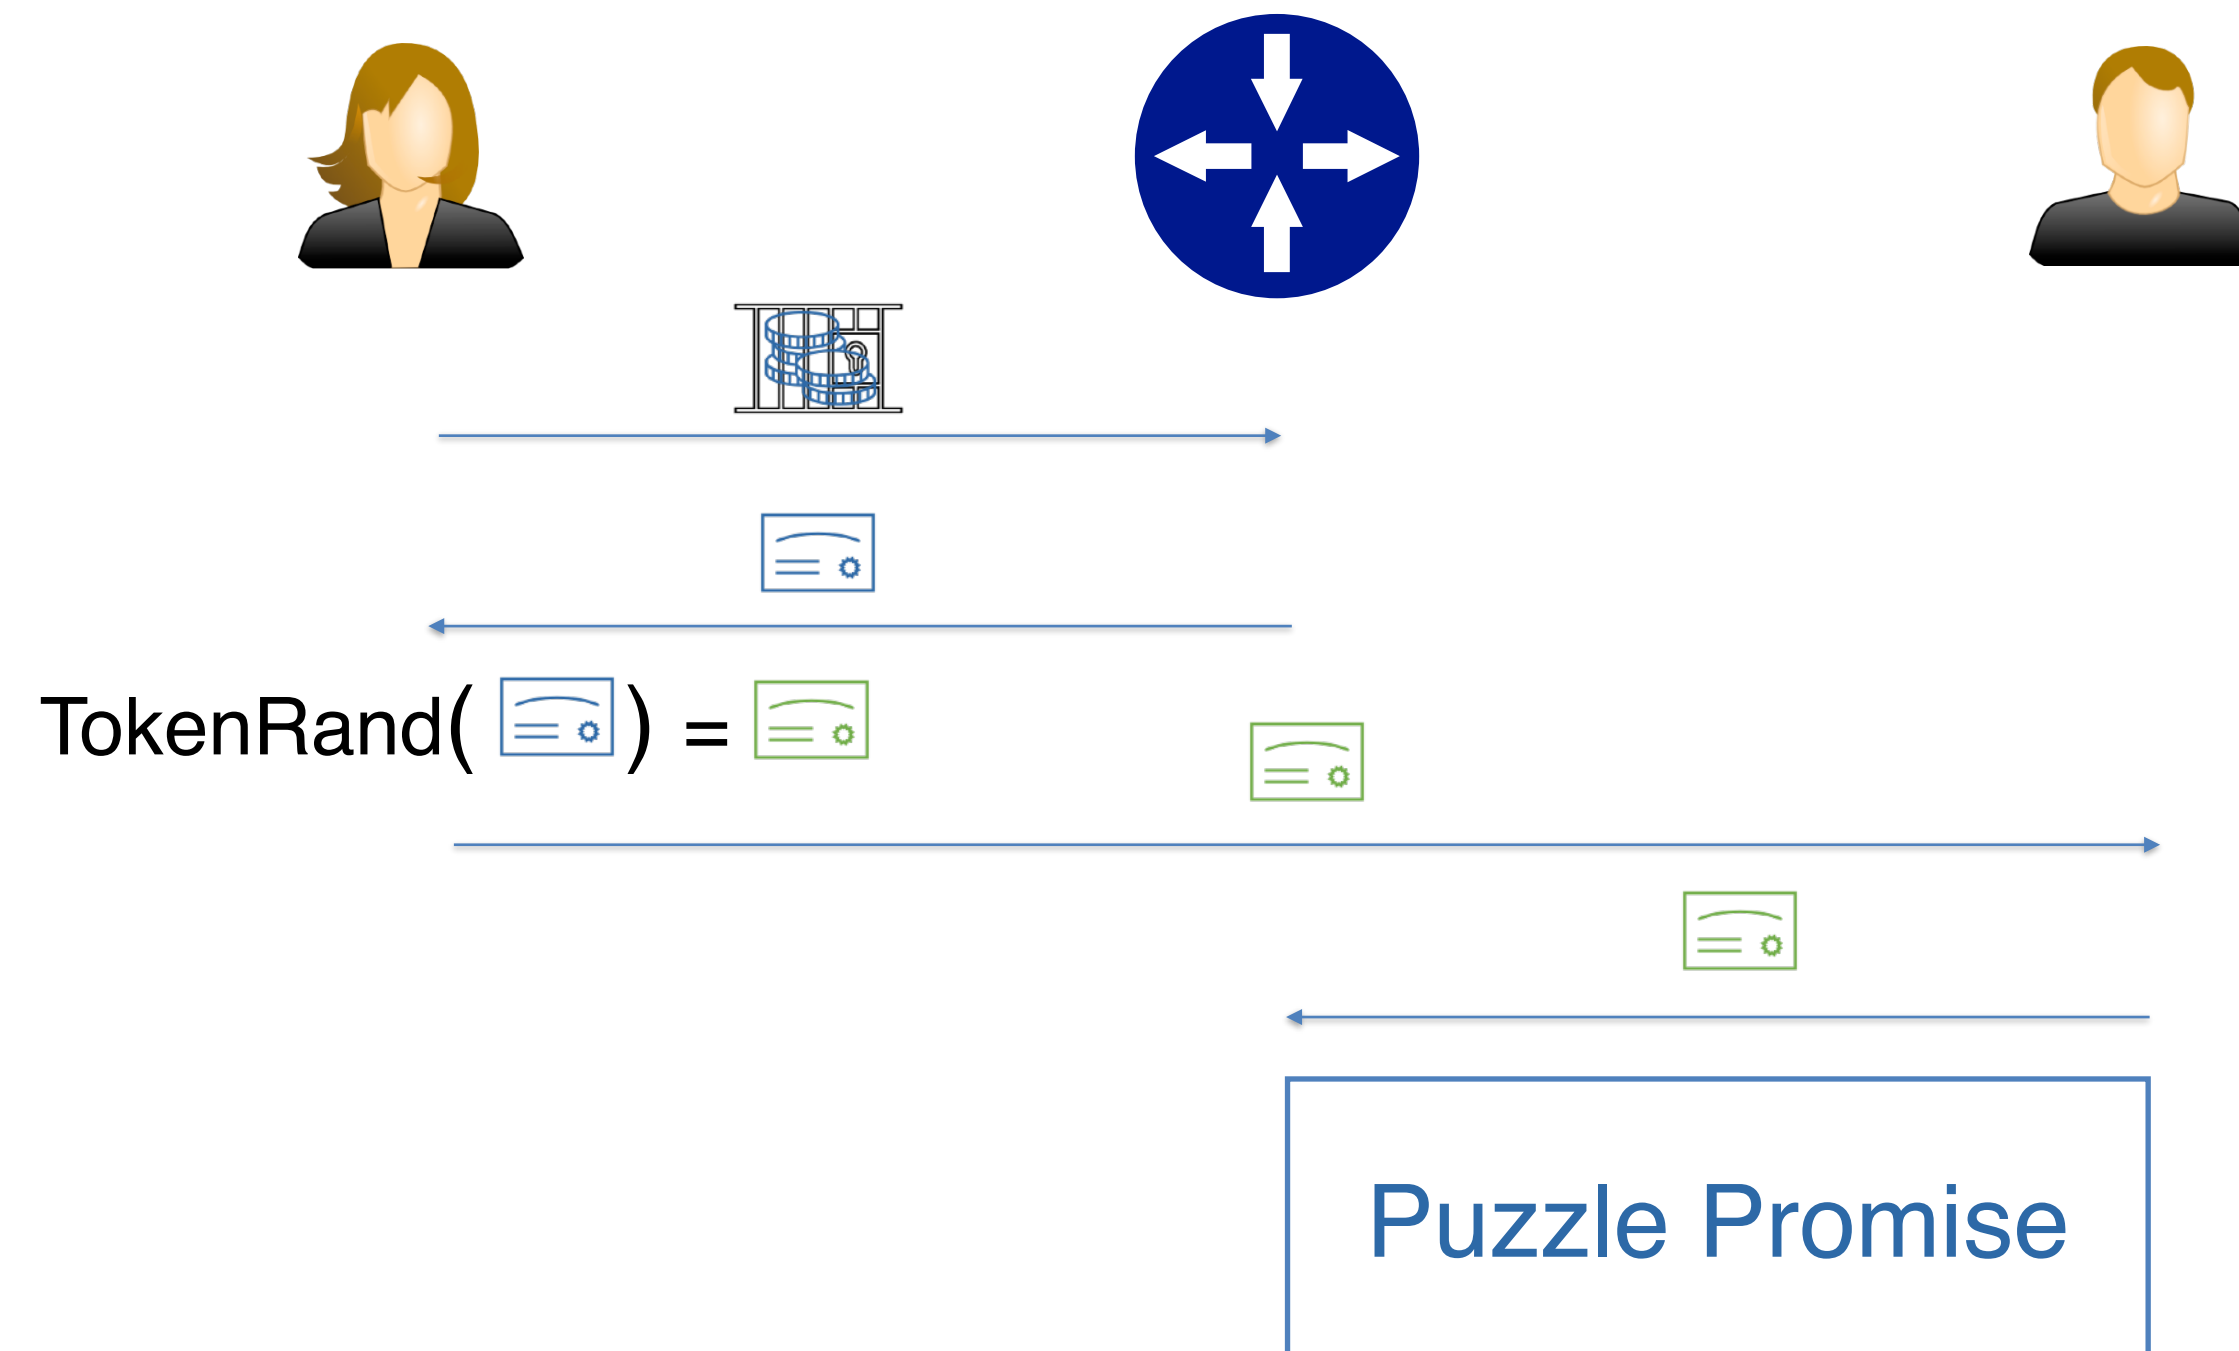 TokenRand( ) =
Puzzle Promise